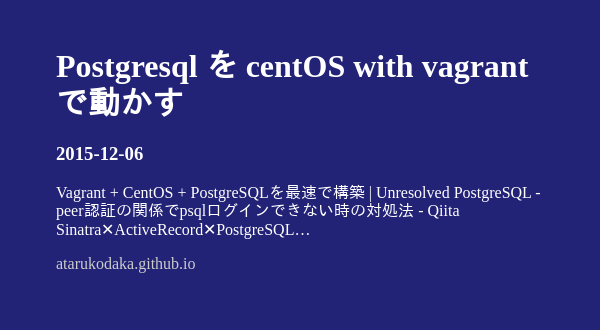 Postgresql を centOS with vagrant
で動かす
2015-12-06
Vagrant + CentOS + PostgreSQLを最速で構築 | Unresolved PostgreSQL -
peer認証の関係でpsqlログインできない時の対処法 - Qiita
Sinatra✕ActiveRecord✕PostgreSQL…
atarukodaka.github.io